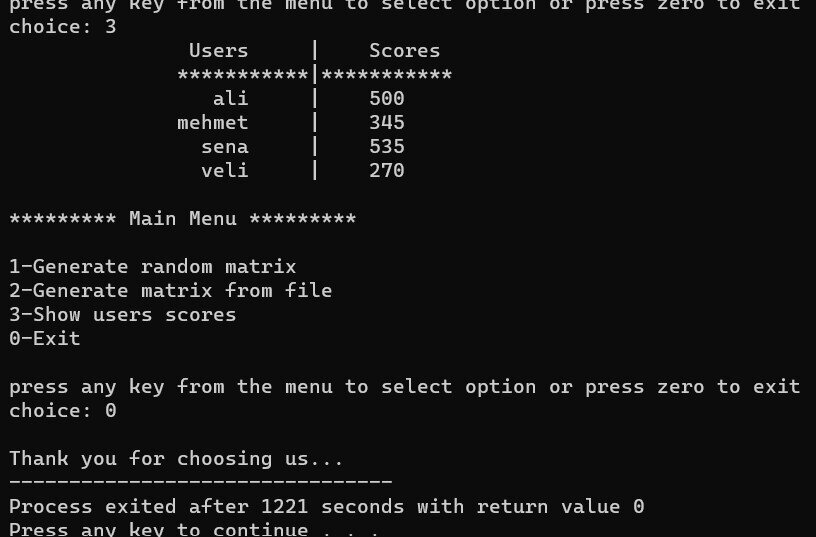 press any key from the menu to select option or press zero to exit
choice: 3
Users | Scores
***********|***********
ali | 500
mehmet | 345
sena | 535
veli | 270
********* Main Menu *********
1-Generate random matrix
2-Generate matrix from file
3-Show users scores
0-Exit
press any key from the menu to select option or press zero to exit
choice: 0
Thank you for choosing us...
--------------------------------
Process exited after 1221 seconds with return value 0
Press any key to continue . . .